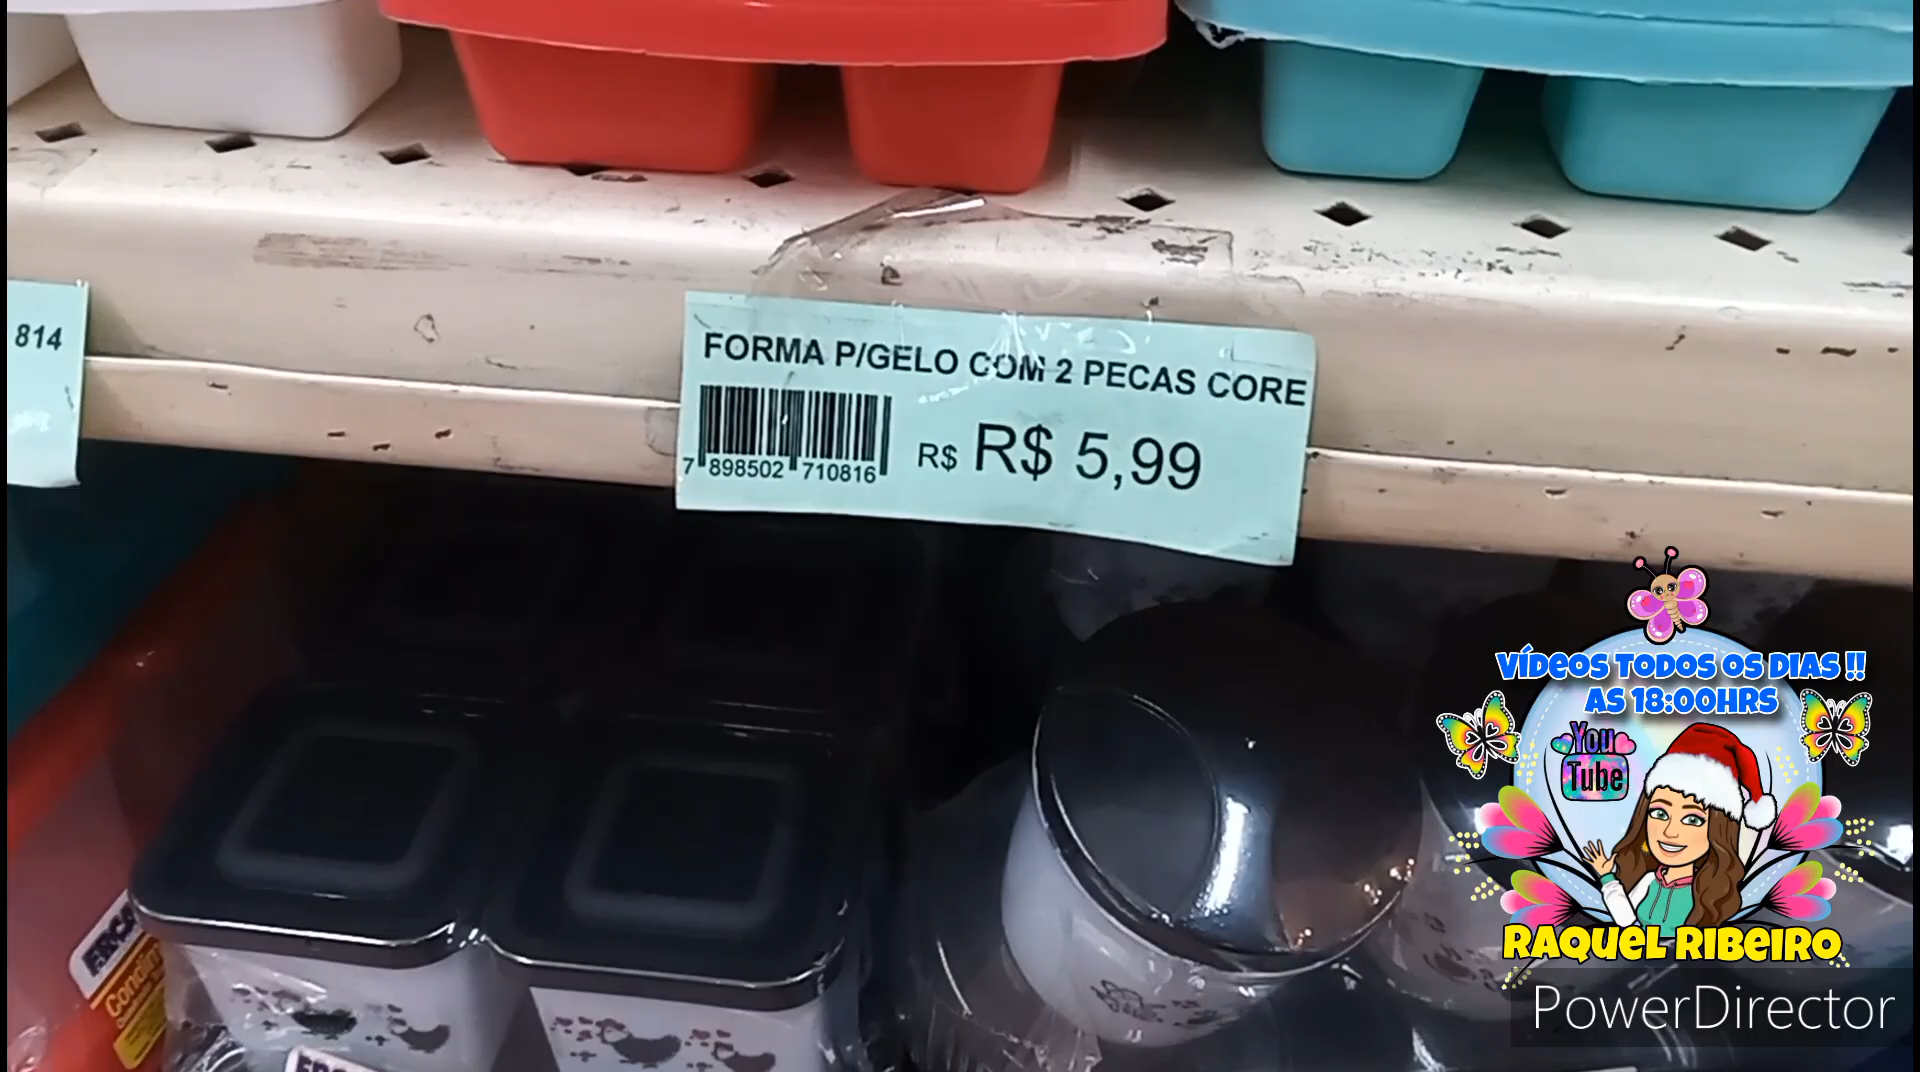 814
FORMA P/GELO COM 2 PECAS CORE
7 898502 710816
R$ R$ 5,99
VÍDEOS TODOS OS DIAS !!
AS 18:00HRS
You
Tube
RAQUEL RIBEIRO
PowerDirector